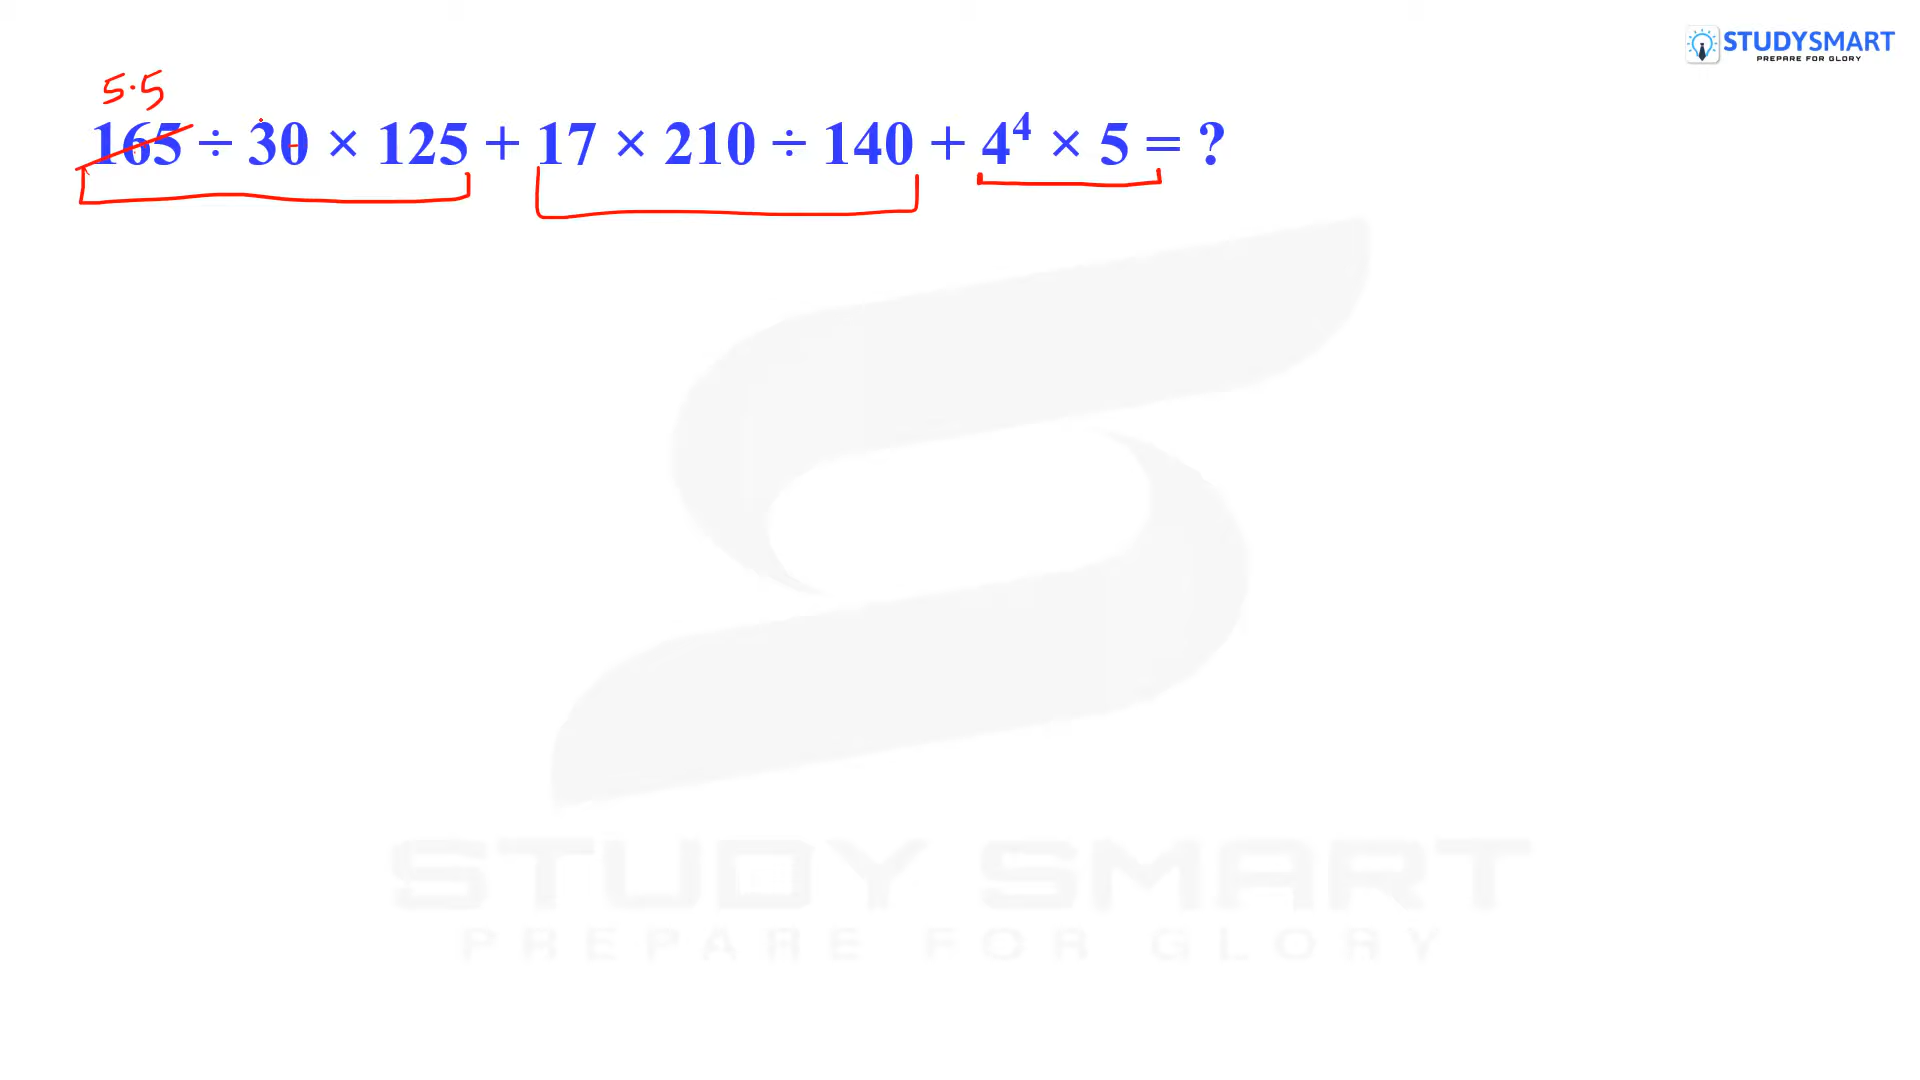 STUDYSMART
PREPARE FOR GLORY
5.5
165 ÷ 30 × 125 + 17 × 210 ÷ 140 + 4⁴ × 5 = ?
STUDY SMART
PREPARE FOR GLORY